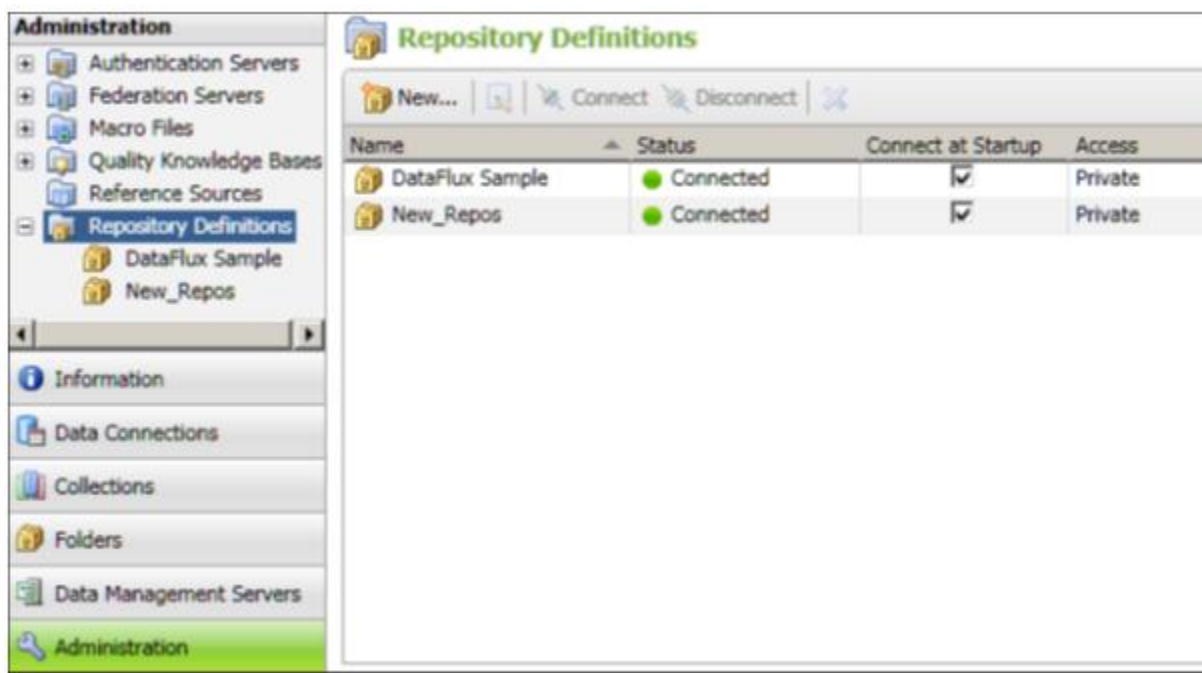 Administration
Authentication Servers
Federation Servers
Macro Files
Quality Knowledge Bases
Reference Sources
Repository Definitions
DataFlux Sample
New_Repos
Information
Data Connections
Collections
Folders
Data Management Servers
Administration
Repository Definitions
New... Connect Disconnect
Name Status Connect at Startup Access
DataFlux Sample Connected Private
New_Repos Connected Private